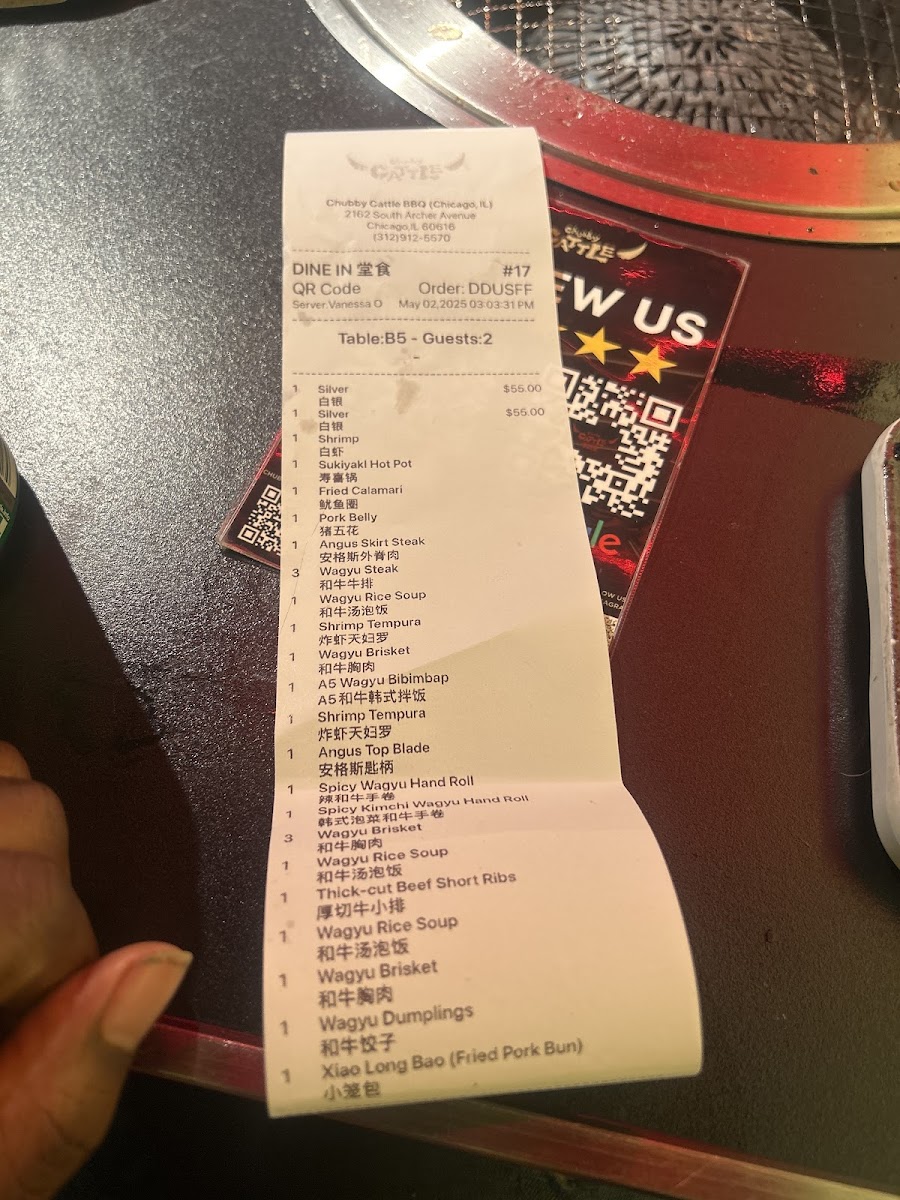 Chubby
CATTLE
Chubby Cattle BBQ (Chicago, IL)
2162 South Archer Avenue
Chicago,IL 60616
(312)912-5570
DINE IN 堂食 #17
QR Code Order: DDUSFF
Server:Vanessa O May 02,2025 03:03:31 PM
Table:B5 - Guests:2
-
1 Silver $55.00
白银
1 Silver $55.00
白银
1 Shrimp
白虾
1 Sukiyaki Hot Pot
寿喜锅
1 Fried Calamari
鱿鱼圈
1 Pork Belly
猪五花
1 Angus Skirt Steak
安格斯外脊肉
3 Wagyu Steak
和牛牛排
1 Wagyu Rice Soup
和牛汤泡饭
1 Shrimp Tempura
炸虾天妇罗
1 Wagyu Brisket
和牛胸肉
1 A5 Wagyu Bibimbap
A5和牛韩式拌饭
1 Shrimp Tempura
炸虾天妇罗
1 Angus Top Blade
安格斯匙柄
1 Spicy Wagyu Hand Roll
辣和牛手卷
1 Spicy Kimchi Wagyu Hand Roll
韩式泡菜和牛手卷
3 Wagyu Brisket
和牛胸肉
1 Wagyu Rice Soup
和牛汤泡饭
1 Thick-cut Beef Short Ribs
厚切牛小排
1 Wagyu Rice Soup
和牛汤泡饭
1 Wagyu Brisket
和牛胸肉
1 Wagyu Dumplings
和牛饺子
1 Xiao Long Bao (Fried Pork Bun)
小笼包
Chubby
CATTLE
EW US
le
OW US
AGRA
CHU